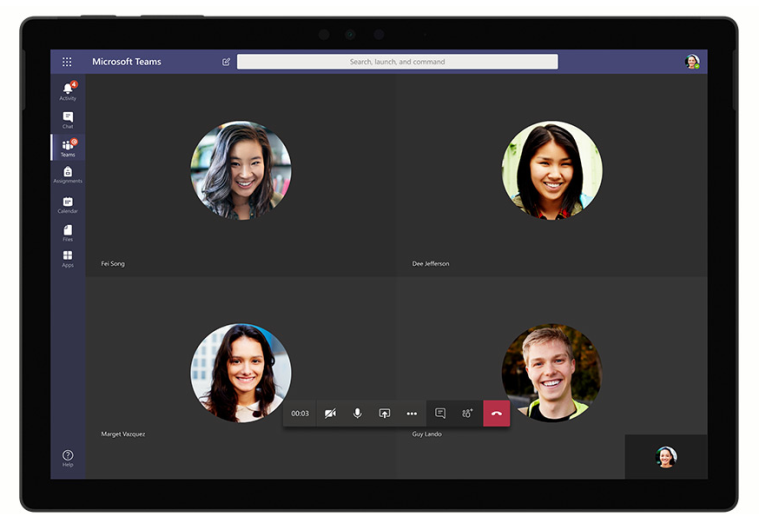 Microsoft Teams
Search, launch, and command
4
Activity
Chat
Teams
Assignments
Calendar
Files
Apps
Help
Fei Song
Dee Jefferson
Marget Vazquez
Guy Lando
00:03